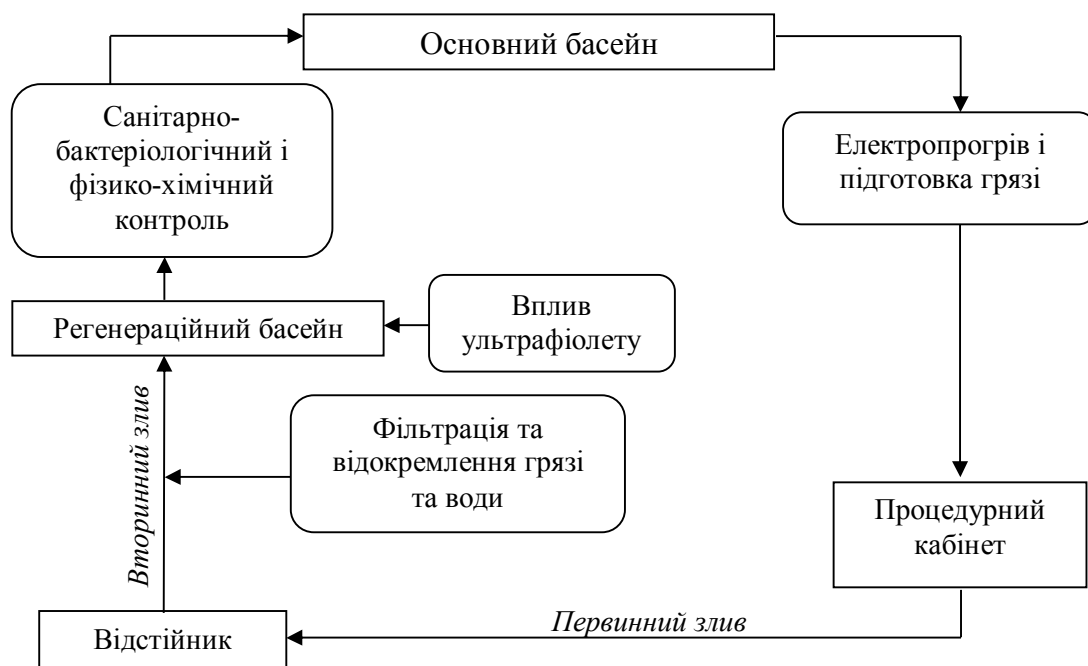 Основний басейн
Санітарно-
бактеріологічний і
фізико-хімічний
контроль
Електропрогрів і
підготовка грязі
Регенераційний басейн
Вплив
ультрафіолету
Вторинний злив
Фільтрація та
відокремлення грязі
та води
Процедурний
кабінет
Первинний злив
Відстійник